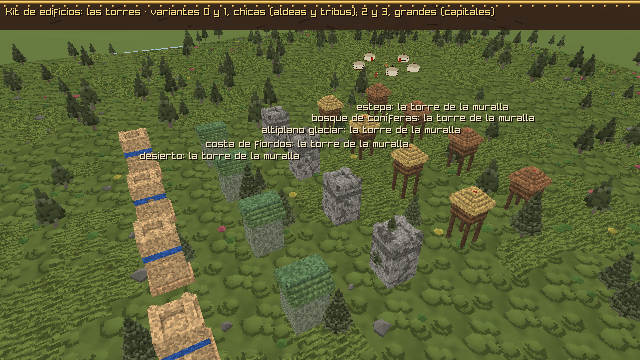 Kit de edificios: las torres · variantes 0 y 1, chicas (aldeas y tribus); 2 y 3, grandes (capitales)
estepa: la torre de la muralla
bosque de coníferas: la torre de la muralla
altiplano glaciar: la torre de la muralla
costa de fiordos: la torre de la muralla
desierto: la torre de la muralla